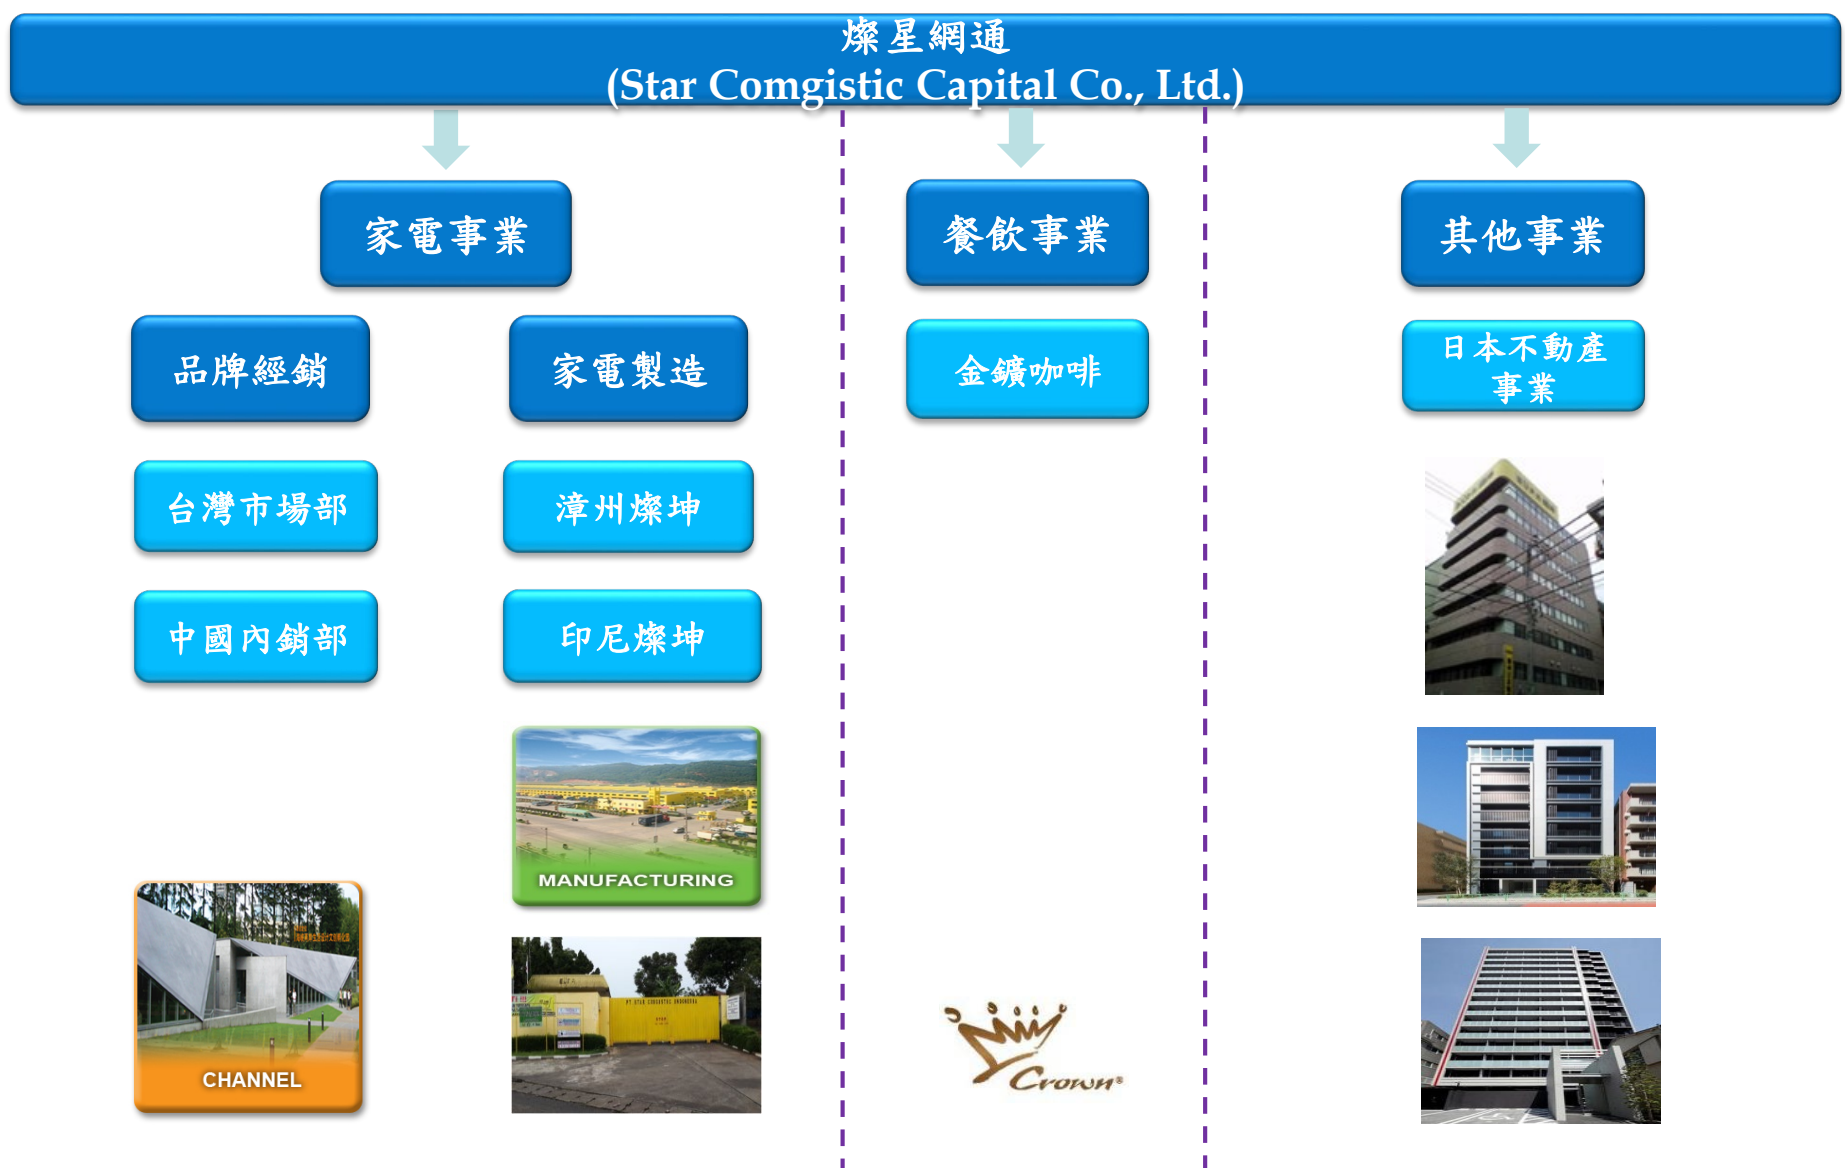 燦星網通
(Star Comgistic Capital Co., Ltd.)
家電事業
餐飲事業
其他事業
品牌經銷
家電製造
金鑛咖啡
日本不動產
事業
台灣市場部
漳州燦坤
中國內銷部
印尼燦坤
MANUFACTURING
CHANNEL
Crown®